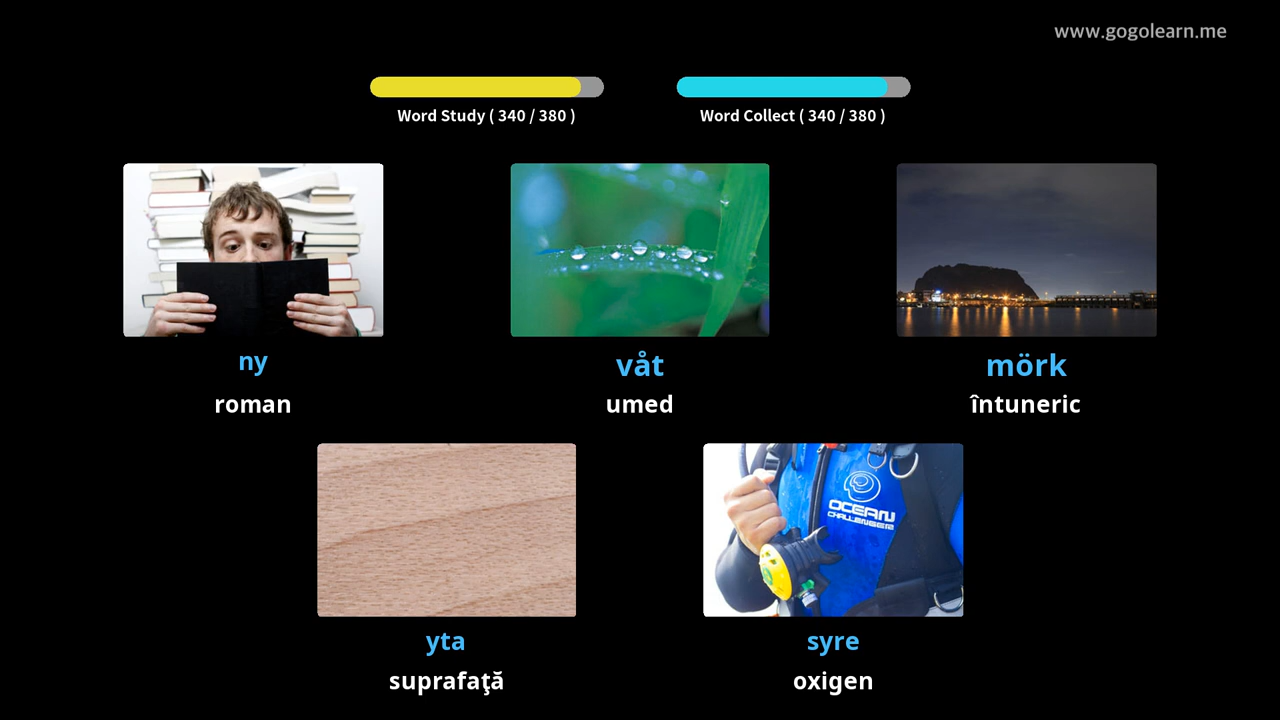 www.gogolearn.me
Word Study ( 340 / 380 )
Word Collect ( 340 / 380 )
ny
roman
våt
umed
mörk
întuneric
OCEAN
CHALLENGER
yta
suprafaţă
syre
oxigen